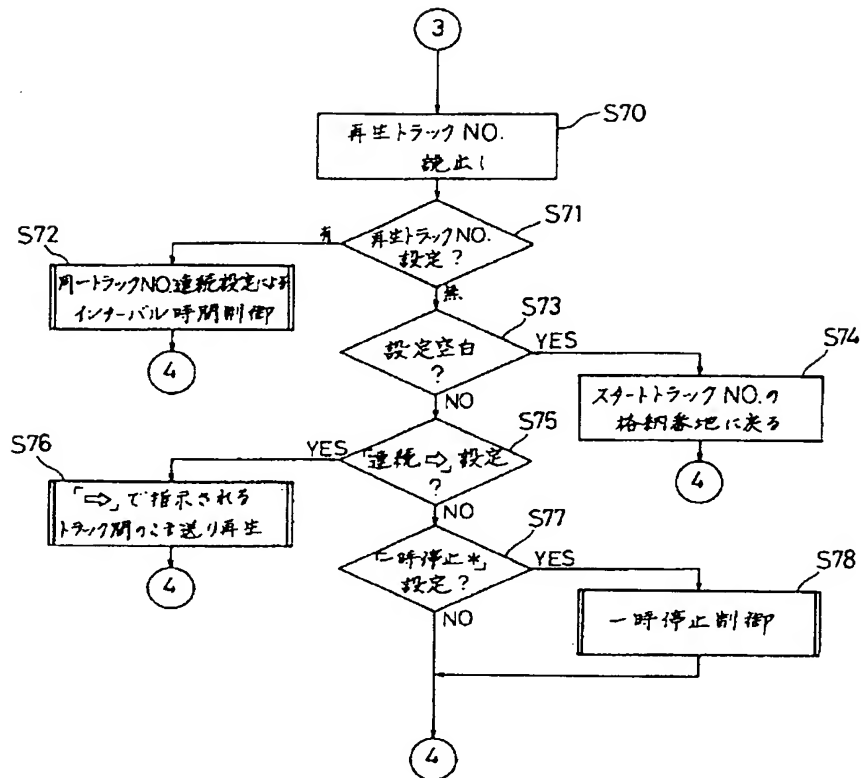 3
S70
再生トラックNO.
読出し
S71
再生トラックNO.
設定?
有
無
S72
同一トラックNO.連続設定による
インターバル時間制御
4
S73
設定空白
?
YES
NO
S74
スタートトラックNO.の
格納番地に戻る
4
S75
「連続⇨」設定
?
YES
NO
S76
「⇨」で指示される
トラック間のこま送り再生
4
S77
「一時停止*」
設定?
YES
NO
S78
一時停止制御
4